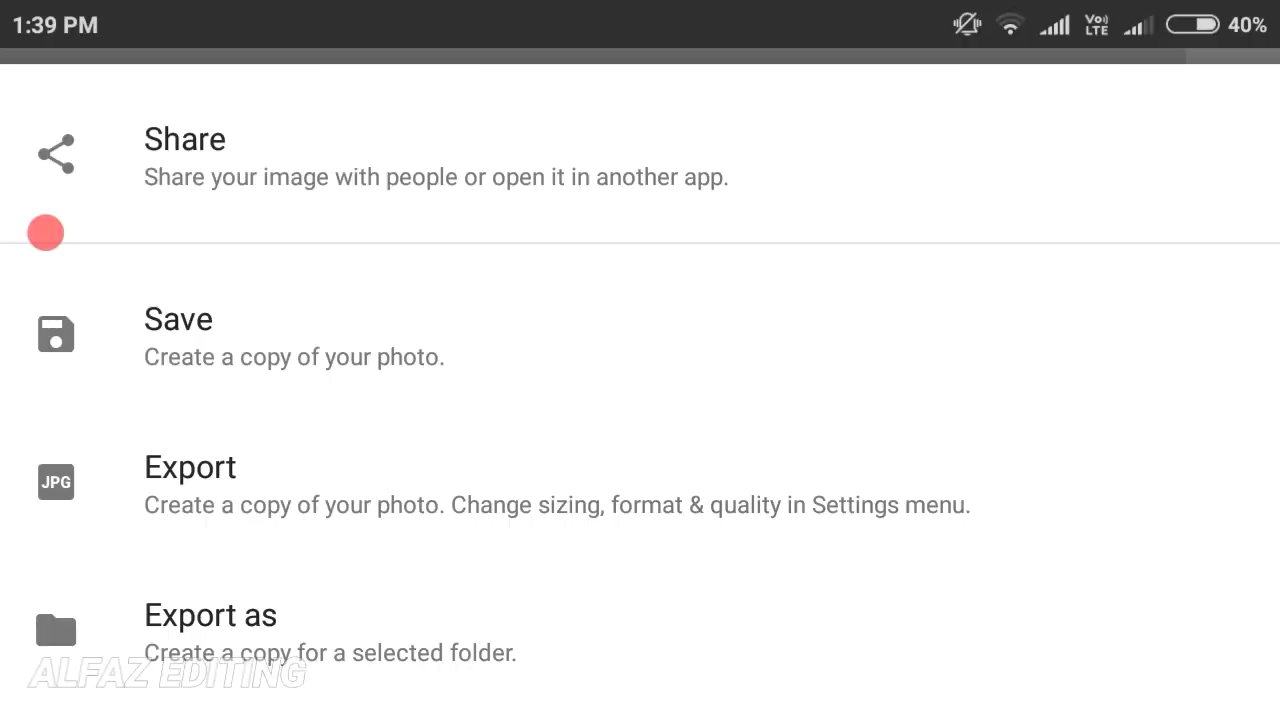 1:39 PM
Vo)) LTE
40%
Share
Share your image with people or open it in another app.
Save
Create a copy of your photo.
JPG
Export
Create a copy of your photo. Change sizing, format & quality in Settings menu.
Export as
Create a copy for a selected folder.
ALFAZ EDITING